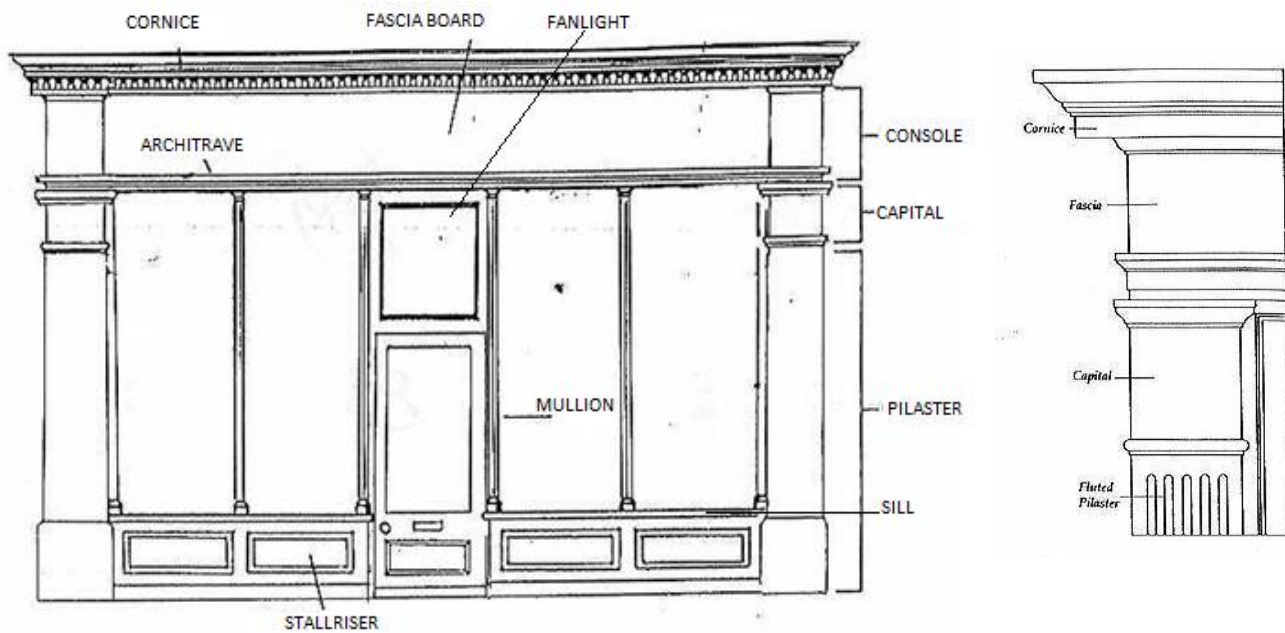 CORNICE
FASCIA BOARD
FANLIGHT
ARCHITRAVE
CONSOLE
CAPITAL
MULLION
PILASTER
SILL
STALLRISER
Cornice
Fascia
Capital
Fluted
Pilaster